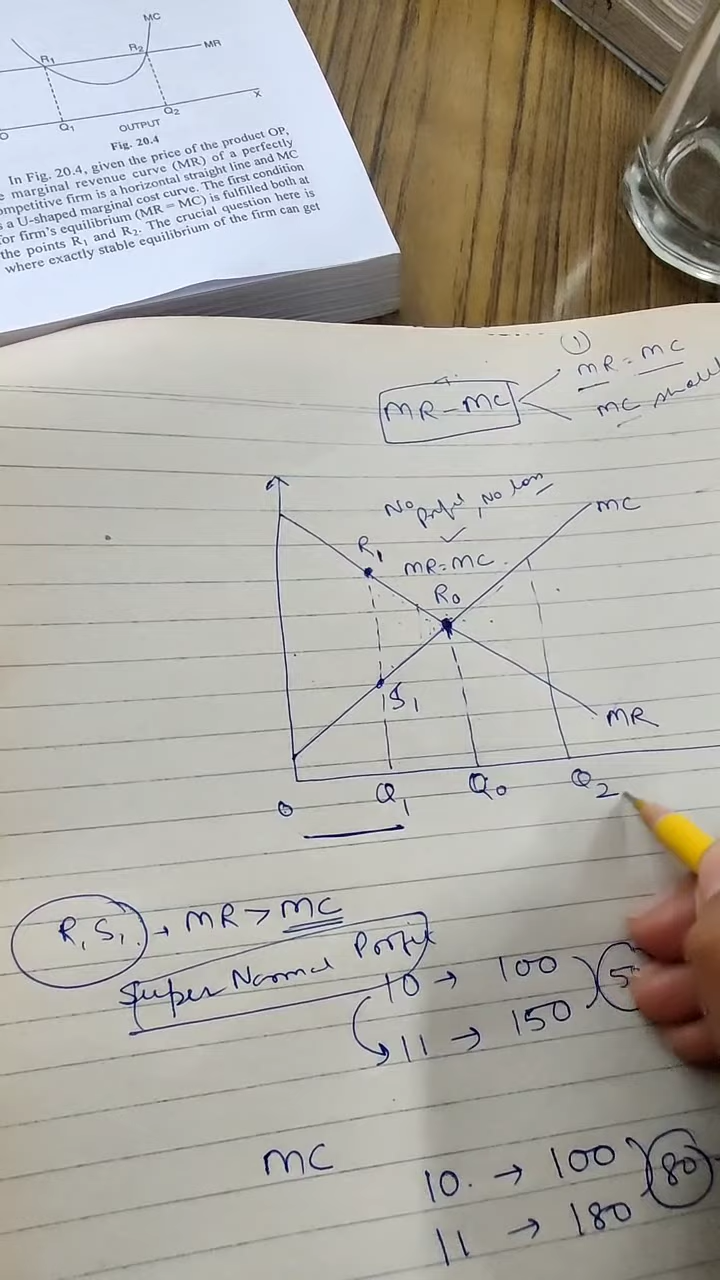 MC
R₁ R₂ MR
O Q₁ Q₂ X
OUTPUT
Fig. 20.4
In Fig. 20.4, given the price of the product OP,
marginal revenue curve (MR) of a perfectly
ompetitive firm is a horizontal straight line and MC
s a U-shaped marginal cost curve. The first condition
or firm's equilibrium (MR = MC) is fulfilled both at
the points R₁ and R₂. The crucial question here is
where exactly stable equilibrium of the firm can get
1
MR = MC
MR - MC
MC
No profit, No loss
MC
R₁
MR=MC
R₀
S₁
MR
0 Q₁ Q₀ Q₂
R₁S₁ → MR > MC
Super Normal
10 → 100
11 → 150
MC
10. → 100 80
11 → 180